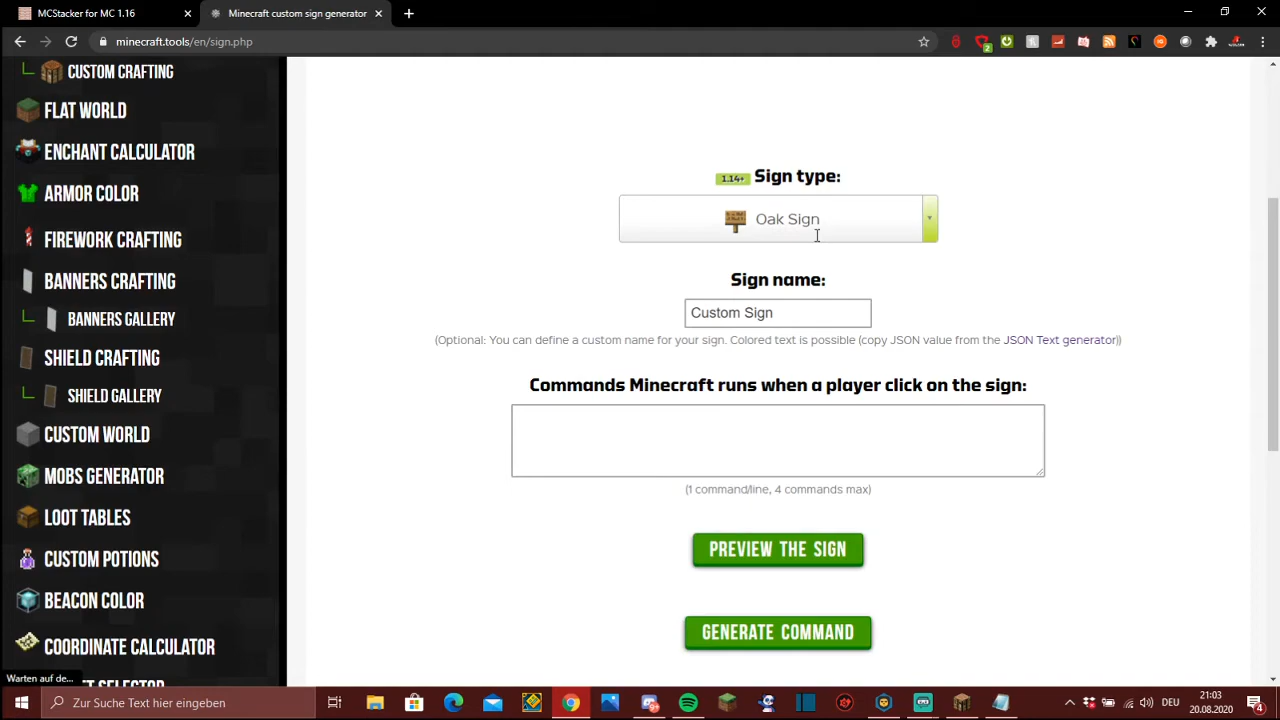 MCStacker for MC 1.16
Minecraft custom sign generator
minecraft.tools/en/sign.php
2
CUSTOM CRAFTING
FLAT WORLD
ENCHANT CALCULATOR
ARMOR COLOR
FIREWORK CRAFTING
BANNERS CRAFTING
BANNERS GALLERY
SHIELD CRAFTING
SHIELD GALLERY
CUSTOM WORLD
MOBS GENERATOR
LOOT TABLES
CUSTOM POTIONS
BEACON COLOR
COORDINATE CALCULATOR
Warten auf de...
1.14+ Sign type:
Oak Sign
Sign name:
Custom Sign
(Optional: You can define a custom name for your sign. Colored text is possible (copy JSON value from the JSON Text generator))
Commands Minecraft runs when a player click on the sign:
(1 command/line, 4 commands max)
PREVIEW THE SIGN
GENERATE COMMAND
Zur Suche Text hier eingeben
DEU
21:03
20.08.2020
4